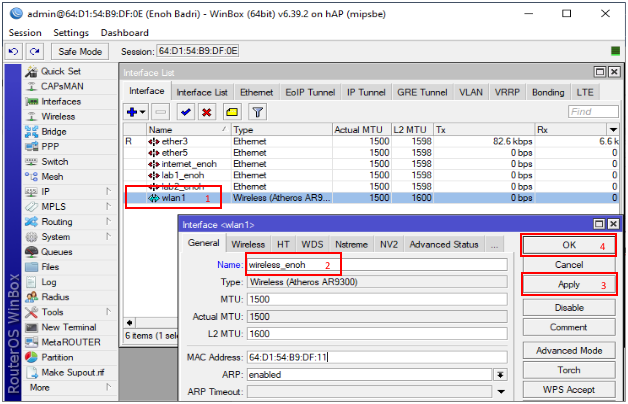 admin@64:D1:54:B9:DF:0E (Enoh Badri) - WinBox (64bit) v6.39.2 on hAP (mipsbe)
Session Settings Dashboard
Safe Mode Session: 64:D1:54:B9:DF:0E
RouterOS WinBox
Quick Set
CAPsMAN
Interfaces
Wireless
Bridge
PPP
Switch
Mesh
IP
MPLS
Routing
System
Queues
Files
Log
Radius
Tools
New Terminal
MetaROUTER
Partition
Make Supout.rif
More
Interface List
Interface Interface List Ethernet EoIP Tunnel IP Tunnel GRE Tunnel VLAN VRRP Bonding LTE
Find
Name Type Actual MTU L2 MTU Tx Rx
R ether3 Ethernet 1500 1598 82.6 kbps 6.6 k
ether5 Ethernet 1500 1598 0 bps 0
internet_enoh Ethernet 1500 1598 0 bps 0
lab1_enoh Ethernet 1500 1598 0 bps 0
lab2_enoh Ethernet 1500 1598 0 bps 0
wlan1 1 Wireless (Atheros AR9... 1500 1600 0 bps 0
6 items (1 sele
Interface <wlan1>
General Wireless HT WDS Nstreme NV2 Advanced Status ...
Name: wireless_enoh 2
Type: Wireless (Atheros AR9300)
MTU: 1500
Actual MTU: 1500
L2 MTU: 1600
MAC Address: 64:D1:54:B9:DF:11
ARP: enabled
ARP Timeout:
OK 4
Cancel
Apply 3
Disable
Comment
Advanced Mode
Torch
WPS Accept